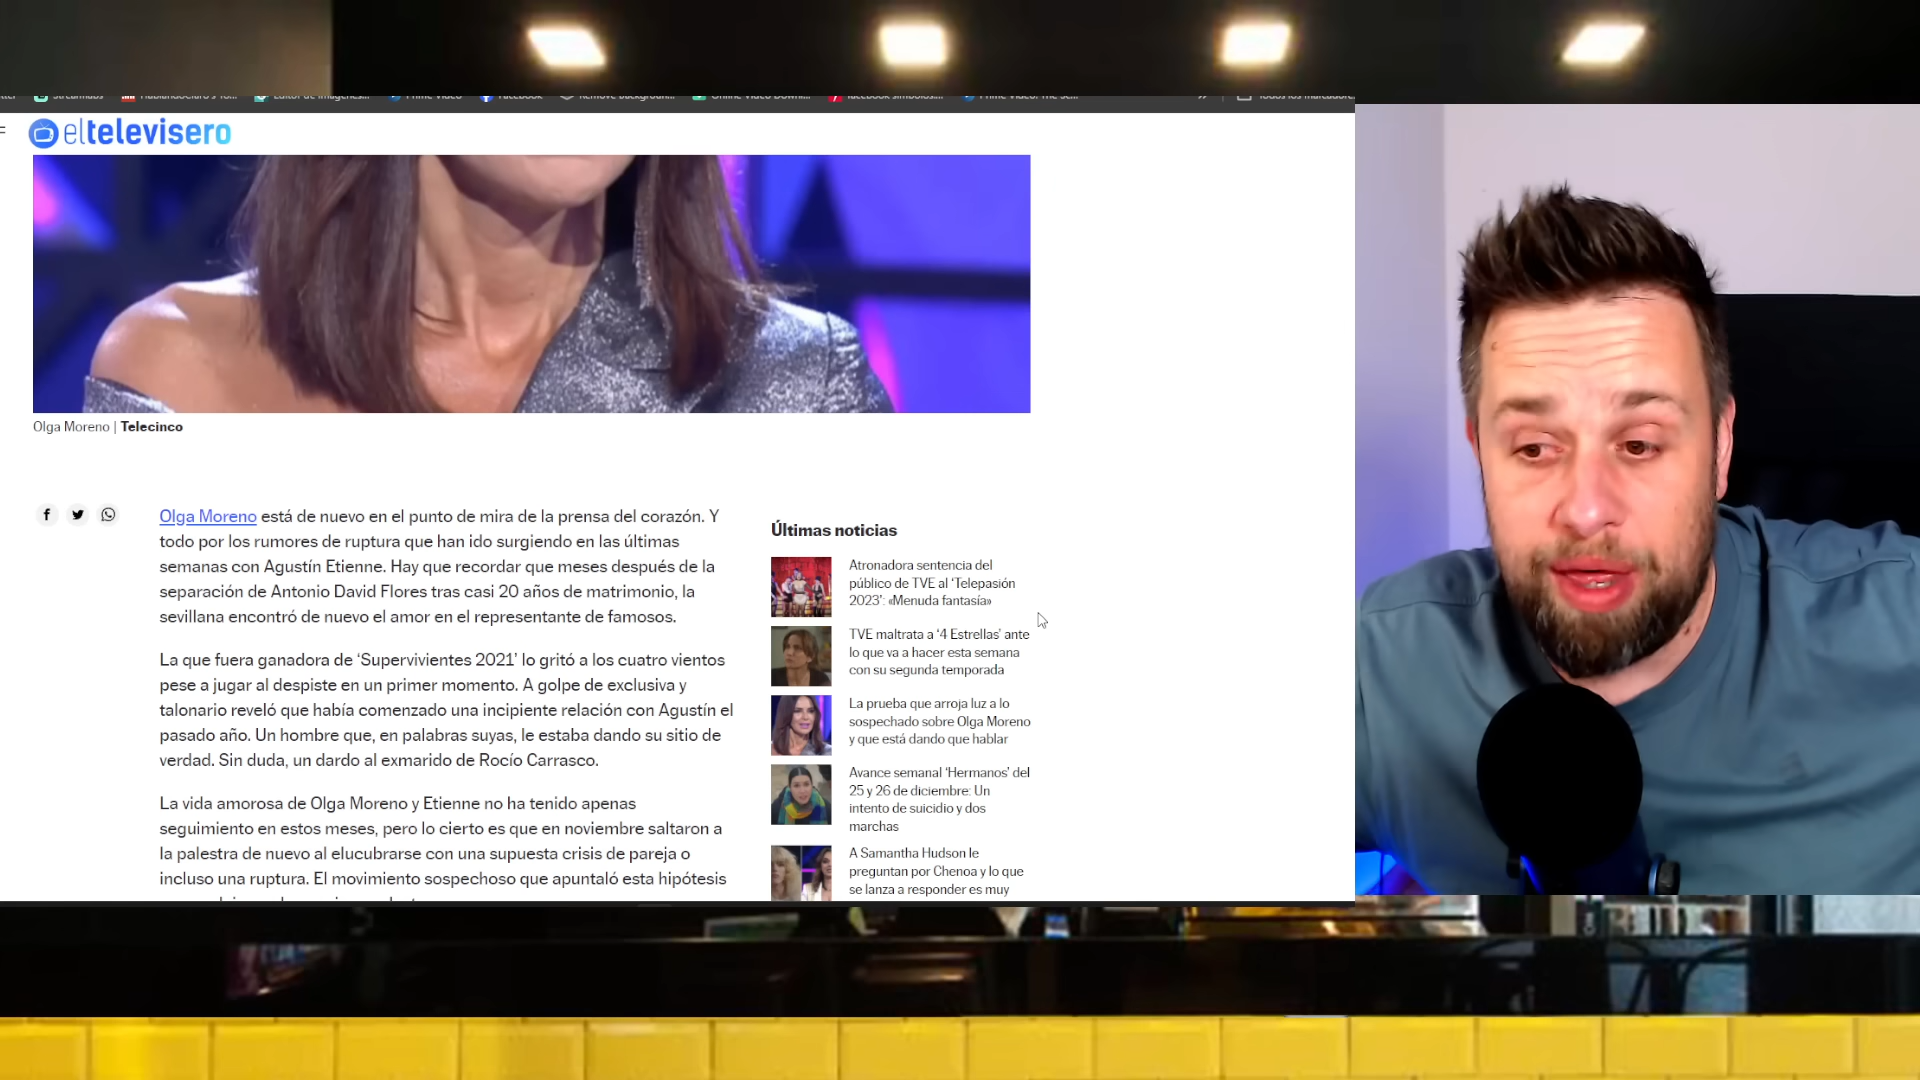 Prime Video
Facebook
eltelevisero
Olga Moreno | Telecinco
Olga Moreno está de nuevo en el punto de mira de la prensa del corazón. Y
todo por los rumores de ruptura que han ido surgiendo en las últimas
semanas con Agustín Etienne. Hay que recordar que meses después de la
separación de Antonio David Flores tras casi 20 años de matrimonio, la
sevillana encontró de nuevo el amor en el representante de famosos.
La que fuera ganadora de ‘Supervivientes 2021’ lo gritó a los cuatro vientos
pese a jugar al despiste en un primer momento. A golpe de exclusiva y
talonario reveló que había comenzado una incipiente relación con Agustín el
pasado año. Un hombre que, en palabras suyas, le estaba dando su sitio de
verdad. Sin duda, un dardo al exmarido de Rocío Carrasco.
La vida amorosa de Olga Moreno y Etienne no ha tenido apenas
seguimiento en estos meses, pero lo cierto es que en noviembre saltaron a
la palestra de nuevo al elucubrarse con una supuesta crisis de pareja o
incluso una ruptura. El movimiento sospechoso que apuntaló esta hipótesis
Últimas noticias
Atronadora sentencia del
público de TVE al ‘Telepasión
2023’: «Menuda fantasía»
TVE maltrata a ‘4 Estrellas’ ante
lo que va a hacer esta semana
con su segunda temporada
La prueba que arroja luz a lo
sospechado sobre Olga Moreno
y que está dando que hablar
Avance semanal ‘Hermanos’ del
25 y 26 de diciembre: Un
intento de suicidio y dos
marchas
A Samantha Hudson le
preguntan por Chenoa y lo que
se lanza a responder es muy